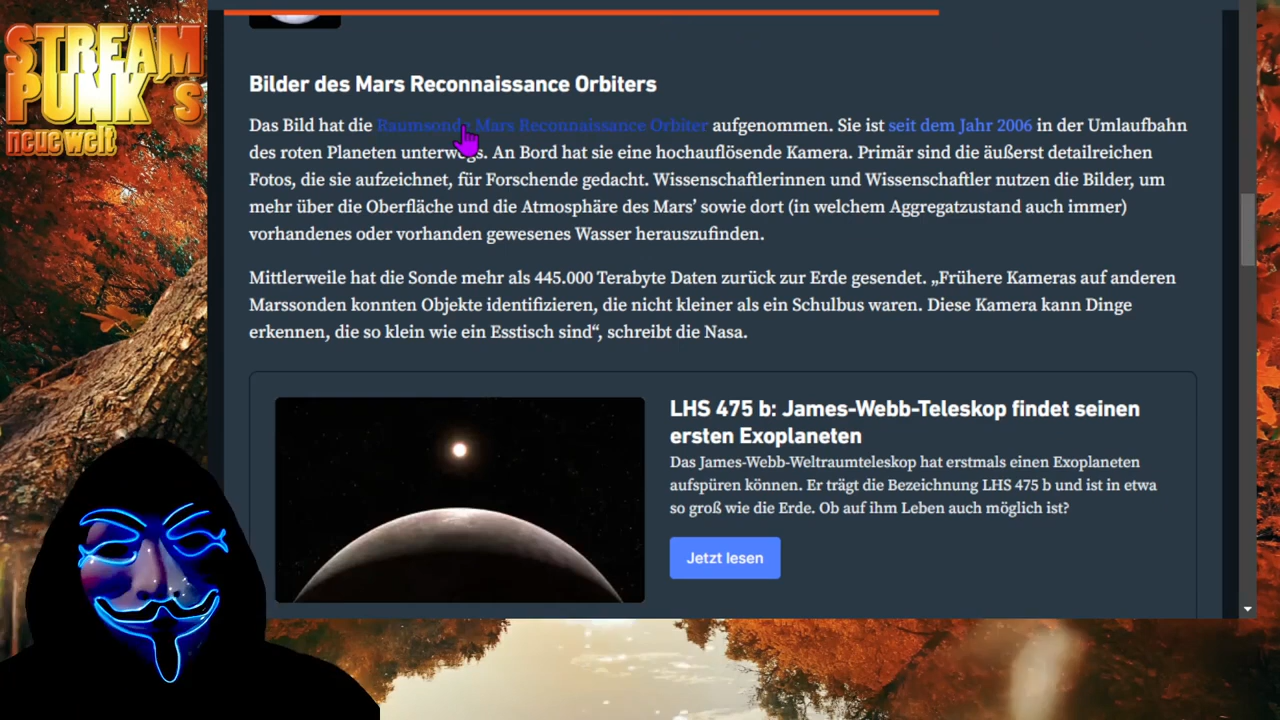 STREAM
PUNK´s
neue welt
Bilder des Mars Reconnaissance Orbiters
Das Bild hat die Raumsonde Mars Reconnaissance Orbiter aufgenommen. Sie ist seit dem Jahr 2006 in der Umlaufbahn
des roten Planeten unterwegs. An Bord hat sie eine hochauflösende Kamera. Primär sind die äußerst detailreichen
Fotos, die sie aufzeichnet, für Forschende gedacht. Wissenschaftlerinnen und Wissenschaftler nutzen die Bilder, um
mehr über die Oberfläche und die Atmosphäre des Mars’ sowie dort (in welchem Aggregatzustand auch immer)
vorhandenes oder vorhanden gewesenes Wasser herauszufinden.
Mittlerweile hat die Sonde mehr als 445.000 Terabyte Daten zurück zur Erde gesendet. „Frühere Kameras auf anderen
Marssonden konnten Objekte identifizieren, die nicht kleiner als ein Schulbus waren. Diese Kamera kann Dinge
erkennen, die so klein wie ein Esstisch sind“, schreibt die Nasa.
LHS 475 b: James-Webb-Teleskop findet seinen
ersten Exoplaneten
Das James-Webb-Weltraumteleskop hat erstmals einen Exoplaneten
aufspüren können. Er trägt die Bezeichnung LHS 475 b und ist in etwa
so groß wie die Erde. Ob auf ihm Leben auch möglich ist?
Jetzt lesen